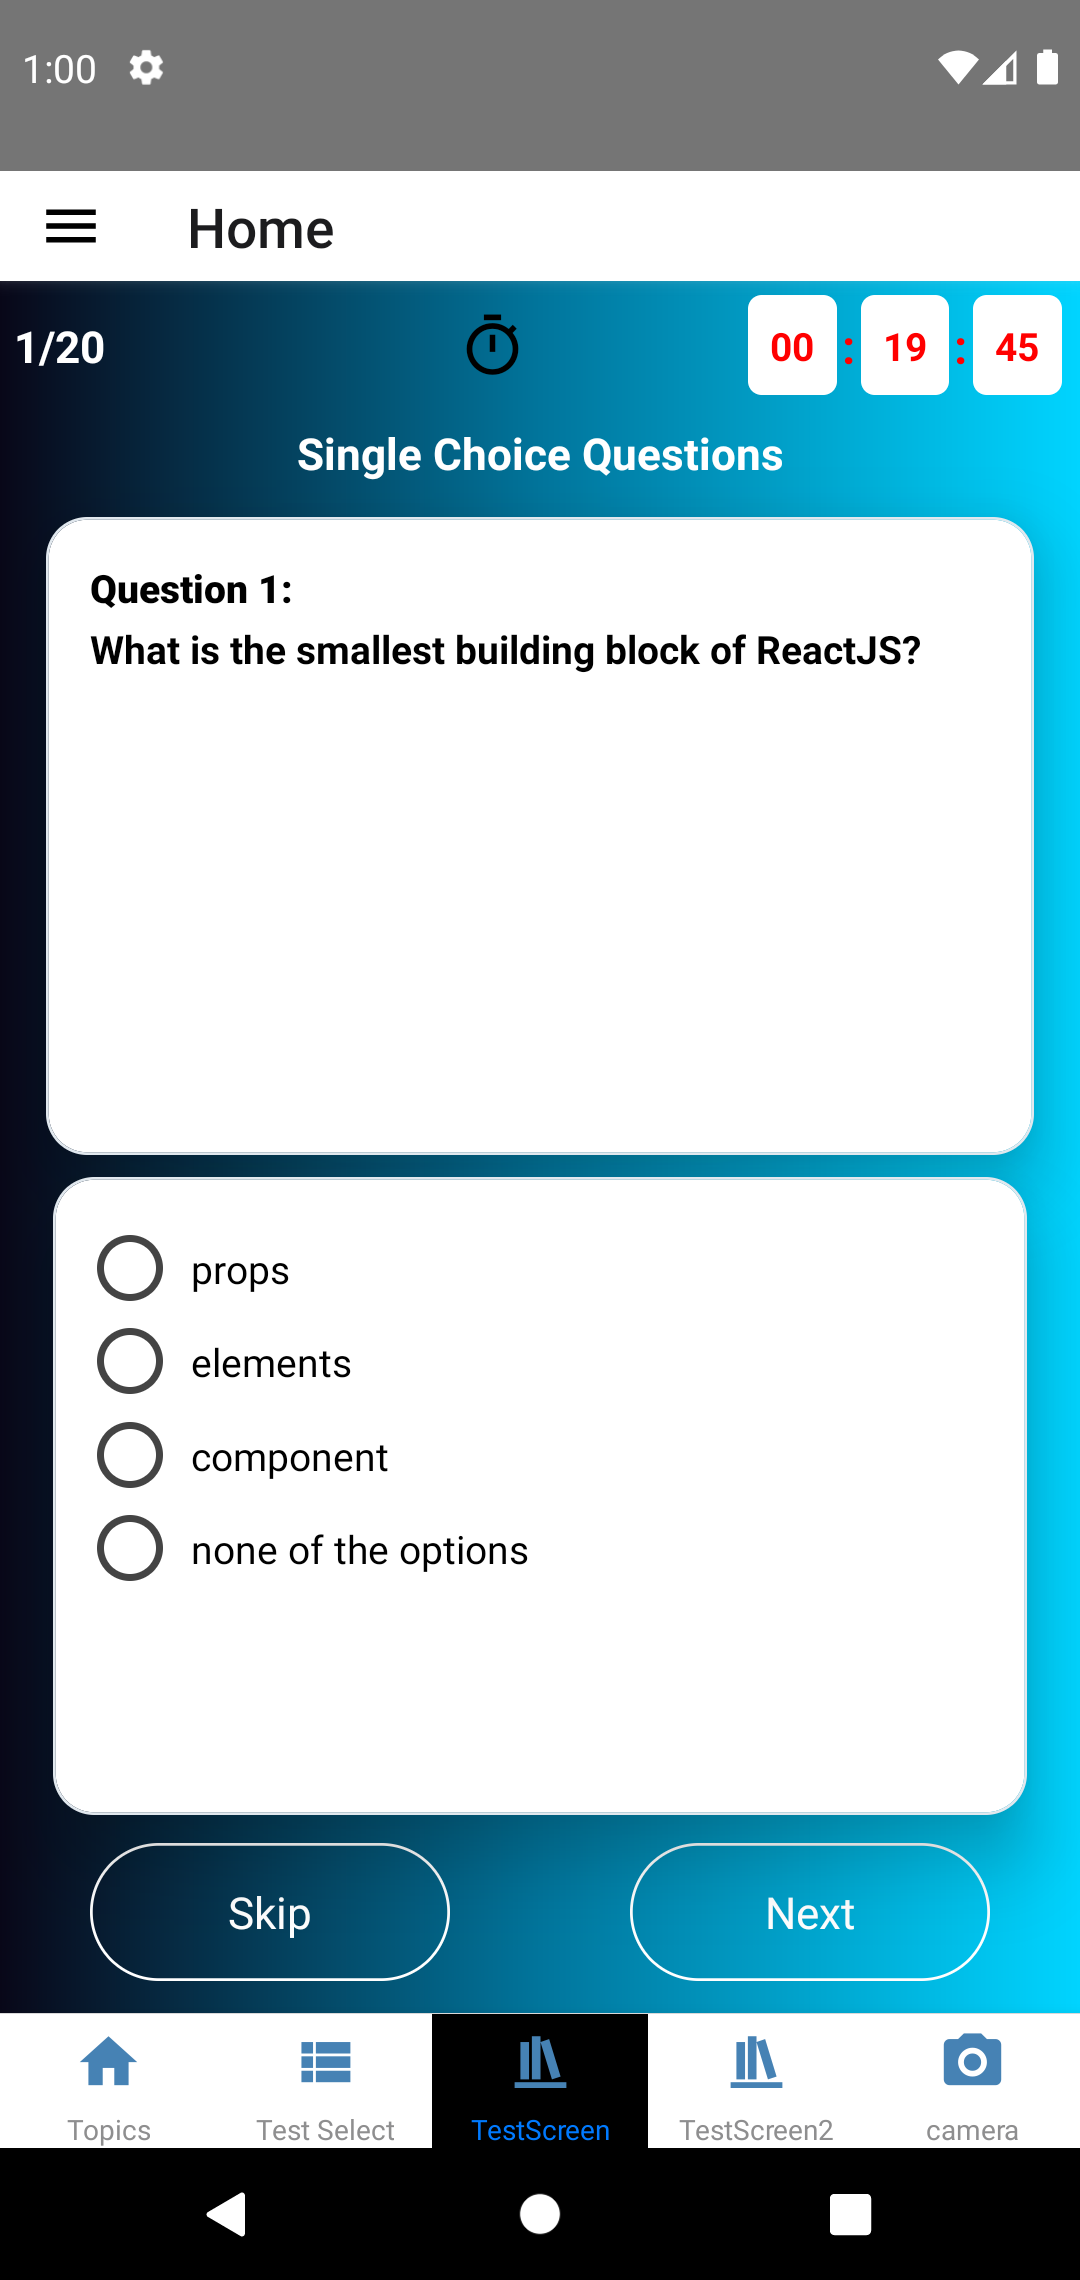 1:00
Home
1/20
00 : 19 : 45
Single Choice Questions
Question 1:
What is the smallest building block of ReactJS?
props
elements
component
none of the options
Skip
Next
Topics
Test Select
TestScreen
TestScreen2
camera